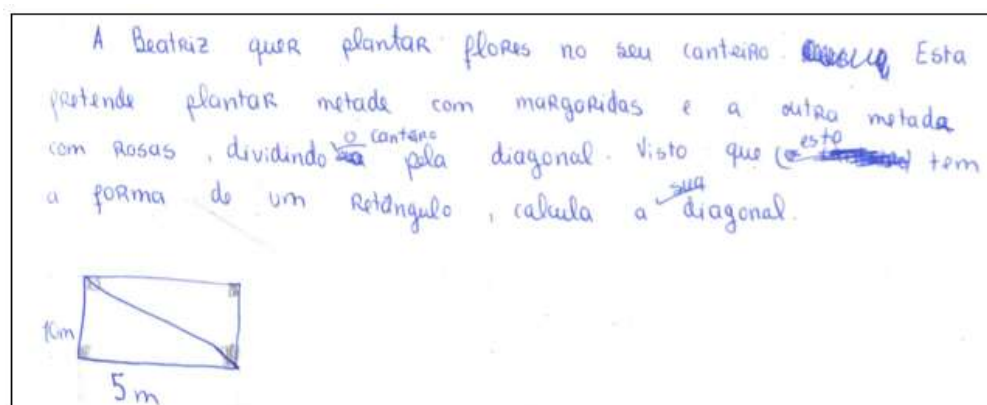 A Beatriz quer plantar flores no seu canteiro. Esta
pretende plantar metade com margaridas e a outra metade
com rosas, dividindo o canteiro pela diagonal. Visto que este tem
a forma de um retângulo, calcula a sua diagonal.
5 m